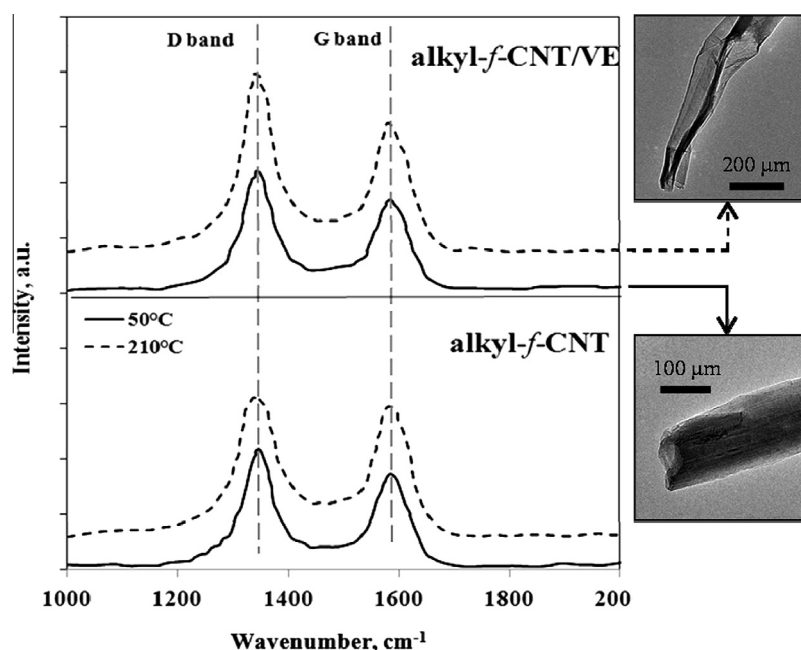 D band
G band
alkyl-f-CNT/VE
200 µm
Intensity, a.u.
50°C
210°C
alkyl-f-CNT
100 µm
1000
1200
1400
1600
1800
200
Wavenumber, cm-1